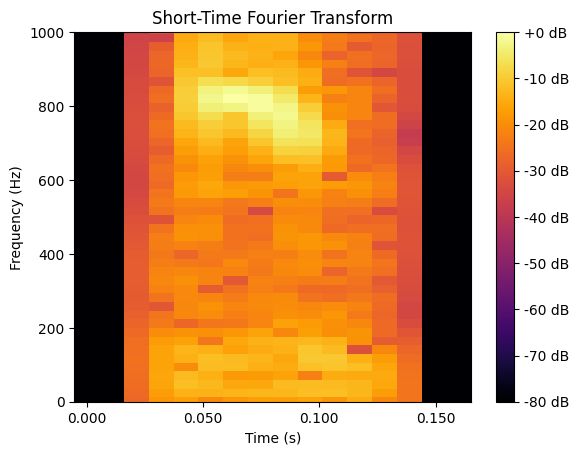 Short-Time Fourier Transform
1000
800
600
400
200
0
Frequency (Hz)
0.000
0.050
0.100
0.150
Time (s)
+0 dB
-10 dB
-20 dB
-30 dB
-40 dB
-50 dB
-60 dB
-70 dB
-80 dB